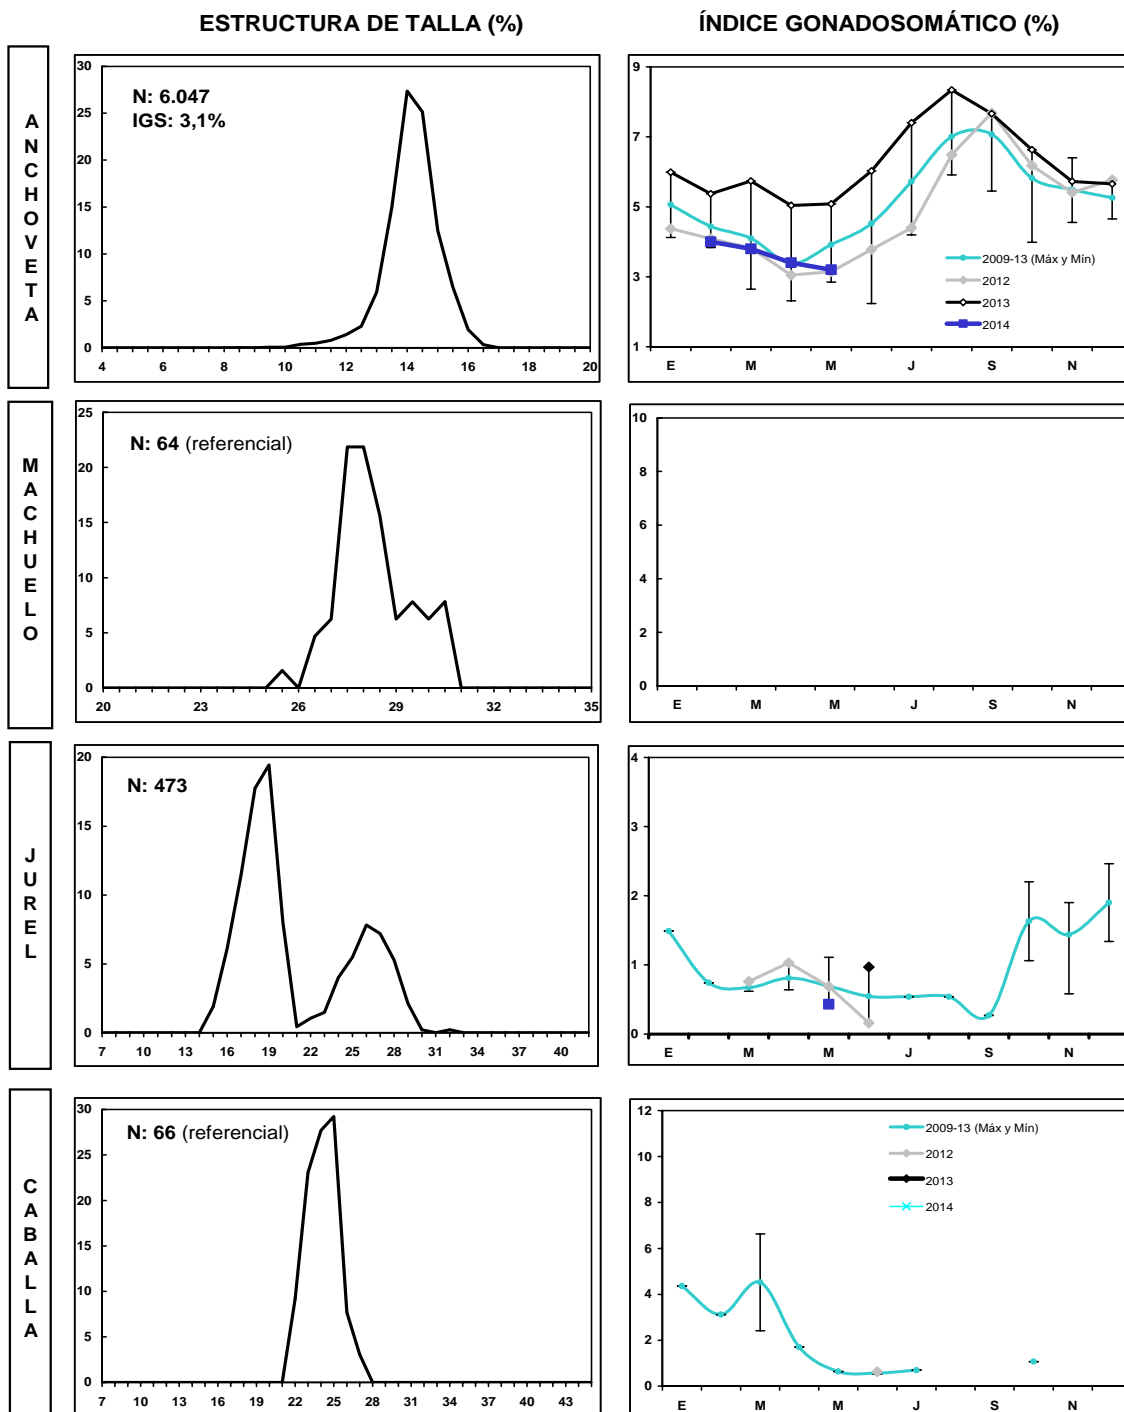 ESTRUCTURA DE TALLA (%)
ÍNDICE GONADOSOMÁTICO (%)
ANCHOVETA
N: 6.047
IGS: 3,1%
30
25
20
15
10
5
0
4 6 8 10 12 14 16 18 20
9
7
5
3
1
2009-13 (Máx y Mín)
2012
2013
2014
E M M J S N
MACHUELO
N: 64 (referencial)
25
20
15
10
5
0
20 23 26 29 32 35
10
8
6
4
2
0
E M M J S N
JUREL
N: 473
20
15
10
5
0
7 10 13 16 19 22 25 28 31 34 37 40
4
3
2
1
0
E M M J S N
CABALLA
N: 66 (referencial)
30
25
20
15
10
5
0
7 10 13 16 19 22 25 28 31 34 37 40 43
12
10
8
6
4
2
0
2009-13 (Máx y Mín)
2012
2013
2014
E M M J S N